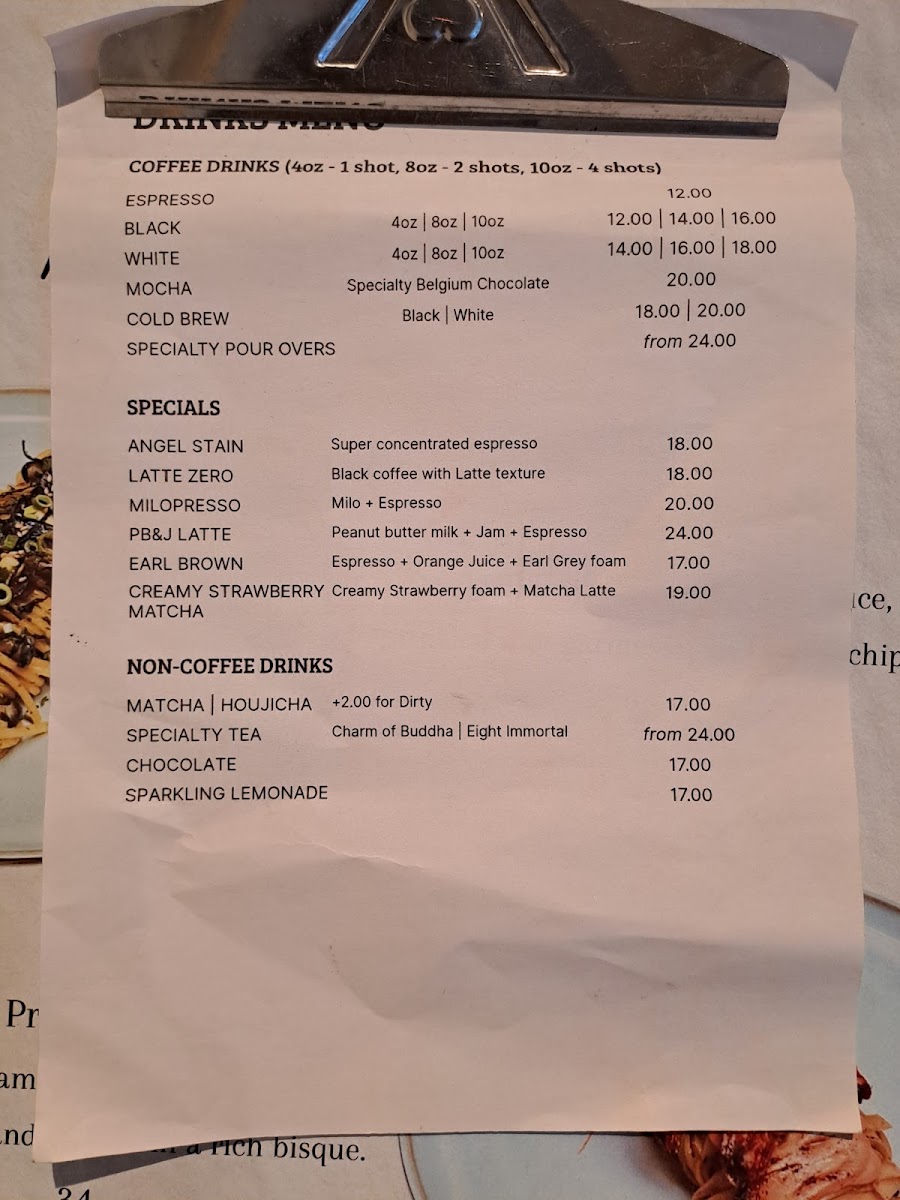 DRINKS MENU
COFFEE DRINKS (4oz - 1 shot, 8oz - 2 shots, 10oz - 4 shots)
ESPRESSO 12.00
BLACK 4oz | 8oz | 10oz 12.00 | 14.00 | 16.00
WHITE 4oz | 8oz | 10oz 14.00 | 16.00 | 18.00
MOCHA Specialty Belgium Chocolate 20.00
COLD BREW Black | White 18.00 | 20.00
SPECIALTY POUR OVERS from 24.00
SPECIALS
ANGEL STAIN Super concentrated espresso 18.00
LATTE ZERO Black coffee with Latte texture 18.00
MILOPRESSO Milo + Espresso 20.00
PB&J LATTE Peanut butter milk + Jam + Espresso 24.00
EARL BROWN Espresso + Orange Juice + Earl Grey foam 17.00
CREAMY STRAWBERRY Creamy Strawberry foam + Matcha Latte 19.00
MATCHA
NON-COFFEE DRINKS
MATCHA | HOUJICHA +2.00 for Dirty 17.00
SPECIALTY TEA Charm of Buddha | Eight Immortal from 24.00
CHOCOLATE 17.00
SPARKLING LEMONADE 17.00
a rich bisque.